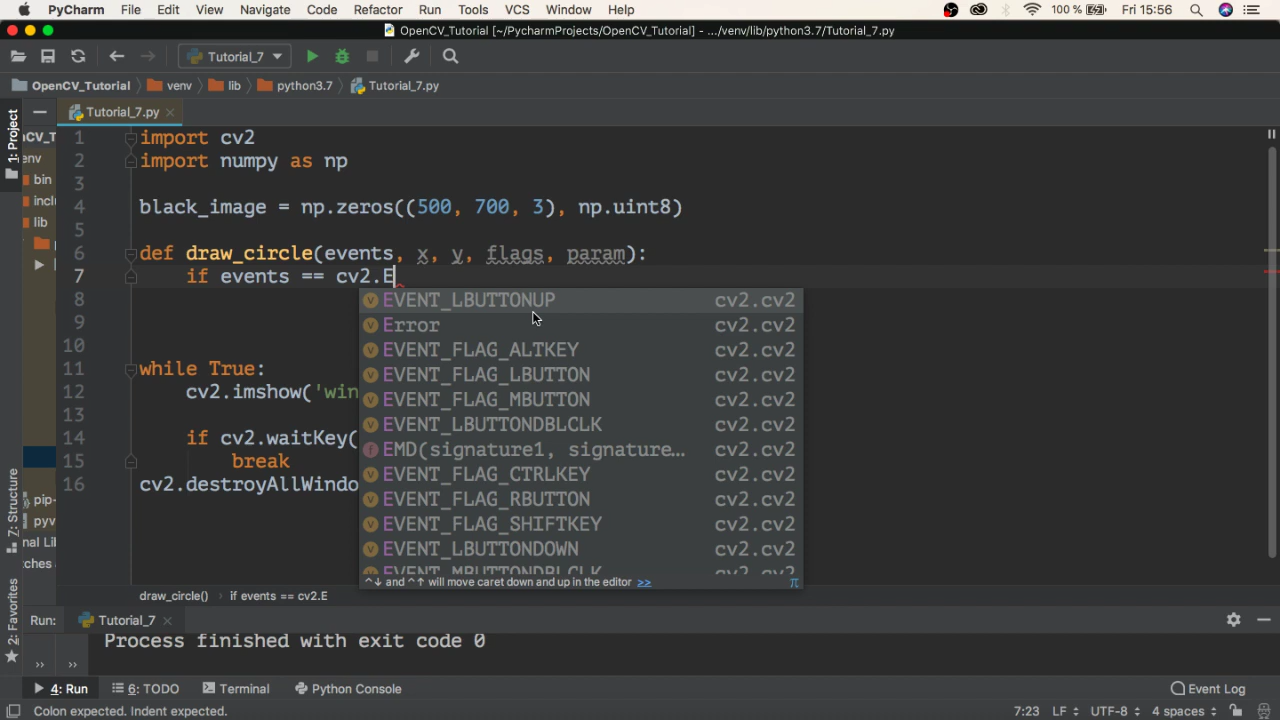 PyCharm File Edit View Navigate Code Refactor Run Tools VCS Window Help 100 % Fri 15:56
OpenCV_Tutorial [~/PycharmProjects/OpenCV_Tutorial] - .../venv/lib/python3.7/Tutorial_7.py
Tutorial_7
OpenCV_Tutorial venv lib python3.7 Tutorial_7.py
Tutorial_7.py
1: Project
bin
lib
1 import cv2
2 import numpy as np
3
4 black_image = np.zeros((500, 700, 3), np.uint8)
5
6 def draw_circle(events, x, y, flags, param):
7 if events == cv2.E
8
9
10
11 while True:
12 cv2.imshow('win
13
14 if cv2.waitKey(
15 break
16 cv2.destroyAllWindo
EVENT_LBUTTONUP cv2.cv2
Error cv2.cv2
EVENT_FLAG_ALTKEY cv2.cv2
EVENT_FLAG_LBUTTON cv2.cv2
EVENT_FLAG_MBUTTON cv2.cv2
EVENT_LBUTTONDBLCLK cv2.cv2
EMD(signature1, signature... cv2.cv2
EVENT_FLAG_CTRLKEY cv2.cv2
EVENT_FLAG_RBUTTON cv2.cv2
EVENT_FLAG_SHIFTKEY cv2.cv2
EVENT_LBUTTONDOWN cv2.cv2
EVENT_MBUTTONDBLCLK cv2.cv2
^↓ and ^↑ will move caret down and up in the editor >> π
Z: Structure
2: Favorites
draw_circle() › if events == cv2.E
Run: Tutorial_7
Process finished with exit code 0
4: Run 6: TODO Terminal Python Console Event Log
Colon expected. Indent expected. 7:23 LF UTF-8 4 spaces